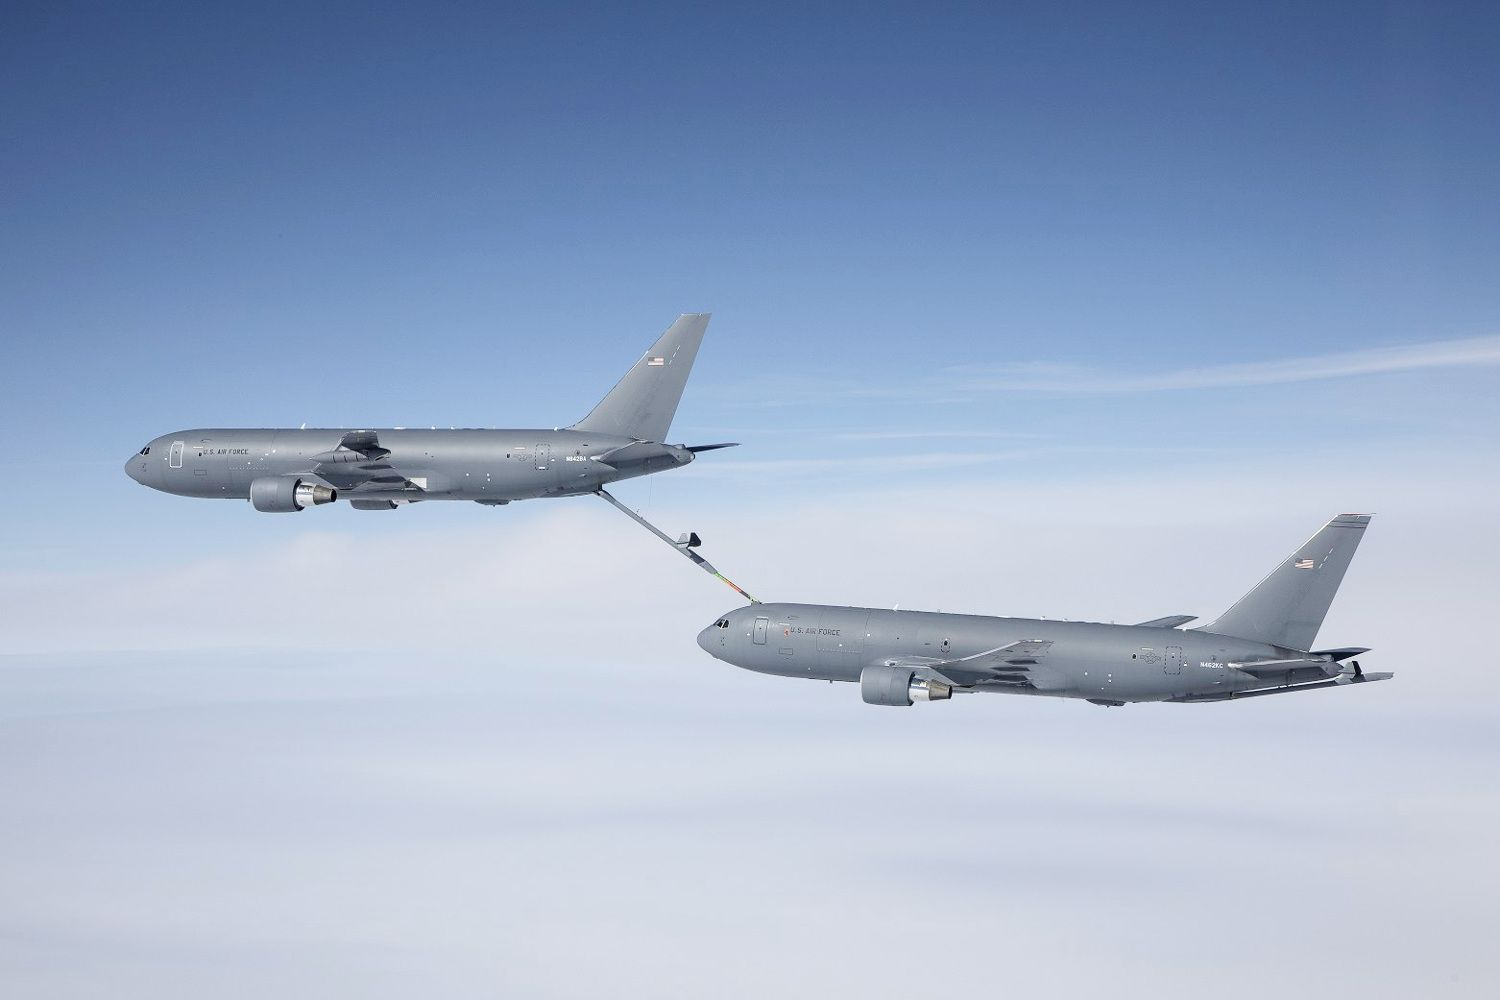 U.S. AIR FORCE
N842BA
U.S. AIR FORCE
N462KC